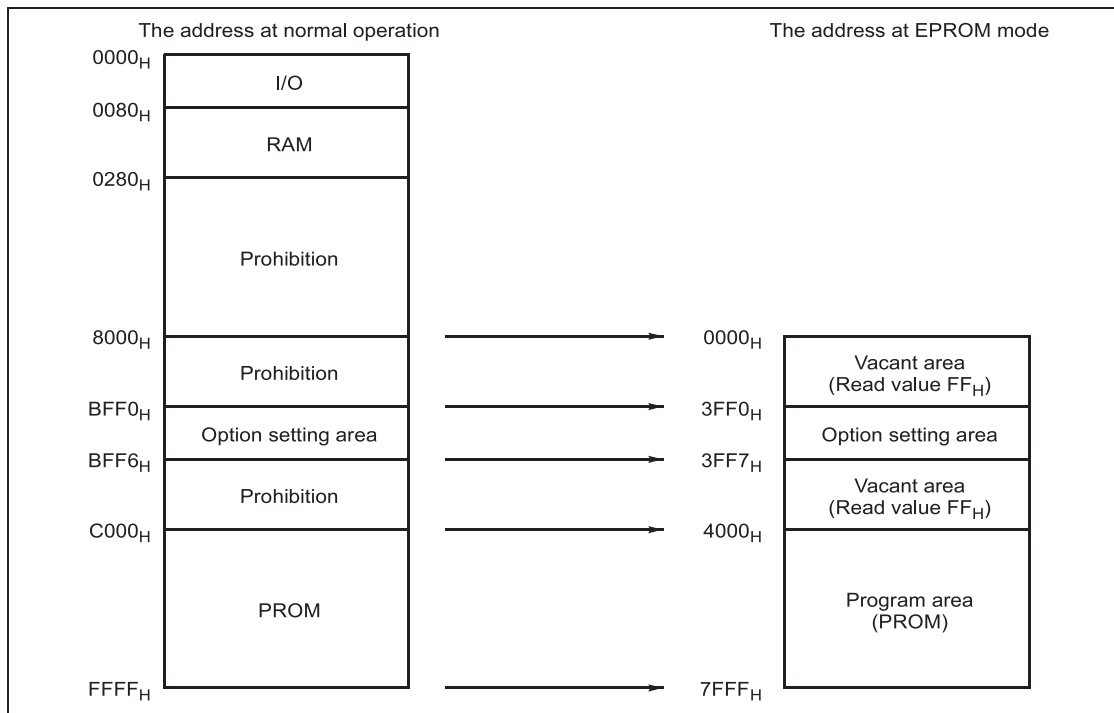 The address at normal operation The address at EPROM mode
0000H
I/O
0080H
RAM
0280H
Prohibition
8000H 0000H
Prohibition Vacant area
(Read value FFH)
BFF0H 3FF0H
Option setting area Option setting area
BFF6H 3FF7H
Prohibition Vacant area
(Read value FFH)
C000H 4000H
PROM Program area
(PROM)
FFFFH 7FFFH